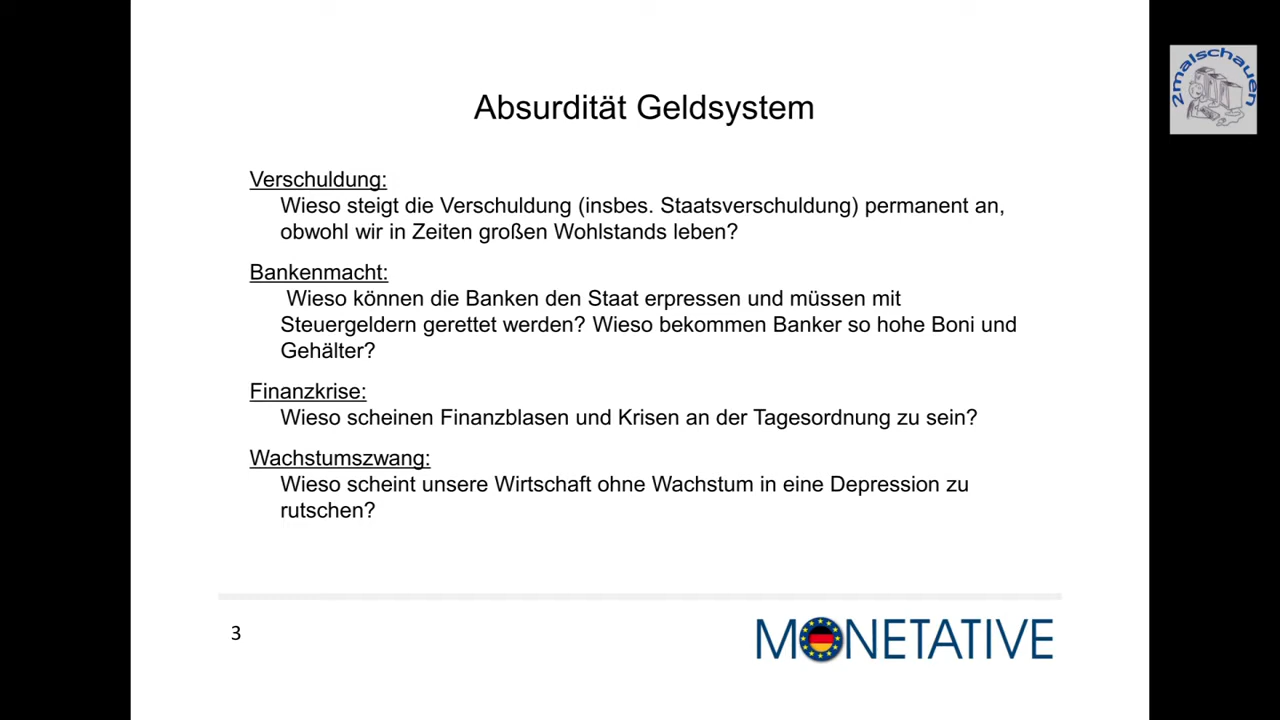 Absurdität Geldsystem
2malschauen
Verschuldung:
Wieso steigt die Verschuldung (insbes. Staatsverschuldung) permanent an,
obwohl wir in Zeiten großen Wohlstands leben?
Bankenmacht:
Wieso können die Banken den Staat erpressen und müssen mit
Steuergeldern gerettet werden? Wieso bekommen Banker so hohe Boni und
Gehälter?
Finanzkrise:
Wieso scheinen Finanzblasen und Krisen an der Tagesordnung zu sein?
Wachstumszwang:
Wieso scheint unsere Wirtschaft ohne Wachstum in eine Depression zu
rutschen?
3
MONETATIVE